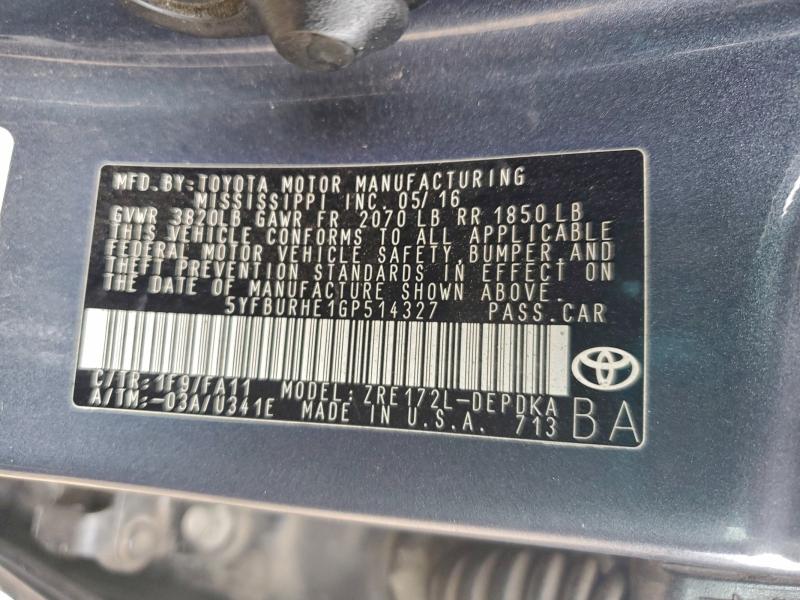 MFD.BY:TOYOTA MOTOR MANUFACTURING
MISSISSIPPI INC.05/16
GVWR 3820LB GAWR FR 2070 LB RR 1850 LB
THIS VEHICLE CONFORMS TO ALL APPLICABLE
FEDERAL MOTOR VEHICLE SAFETY,BUMPER,AND
THEFT PREVENTION STANDARDS IN EFFECT ON
THE DATE OF MANUFACTURE SHOWN ABOVE.
5YFBURHE1GP514327 PASS.CAR
C/TR:1F9/FA11 MODEL:ZRE172L-DEPDKA
A/TM:-03A/U341E MADE IN U.S.A. 713
BA